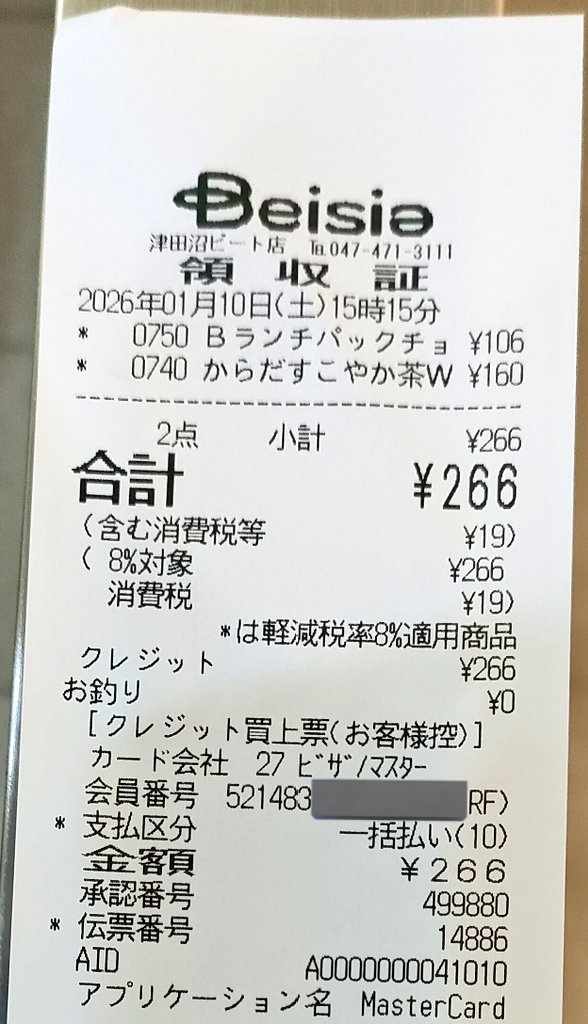 Beisia
津田沼ビート店 ℡047-471-3111
領収証
2026年01月10日(土)15時15分
* 0750 Bランチパックチョ ¥106
* 0740 からだすこやか茶W ¥160
2点 小計 ¥266
合計 ¥266
(含む消費税等 ¥19)
( 8%対象 ¥266
消費税 ¥19)
*は軽減税率8%適用商品
クレジット ¥266
お釣り ¥0
[クレジット買上票(お客様控)]
カード会社 27 ビザ/マスター
会員番号 521483 RF)
* 支払区分 一括払い(10)
金額 ¥266
承認番号 499880
* 伝票番号 14886
AID A0000000041010
アプリケーション名 MasterCard